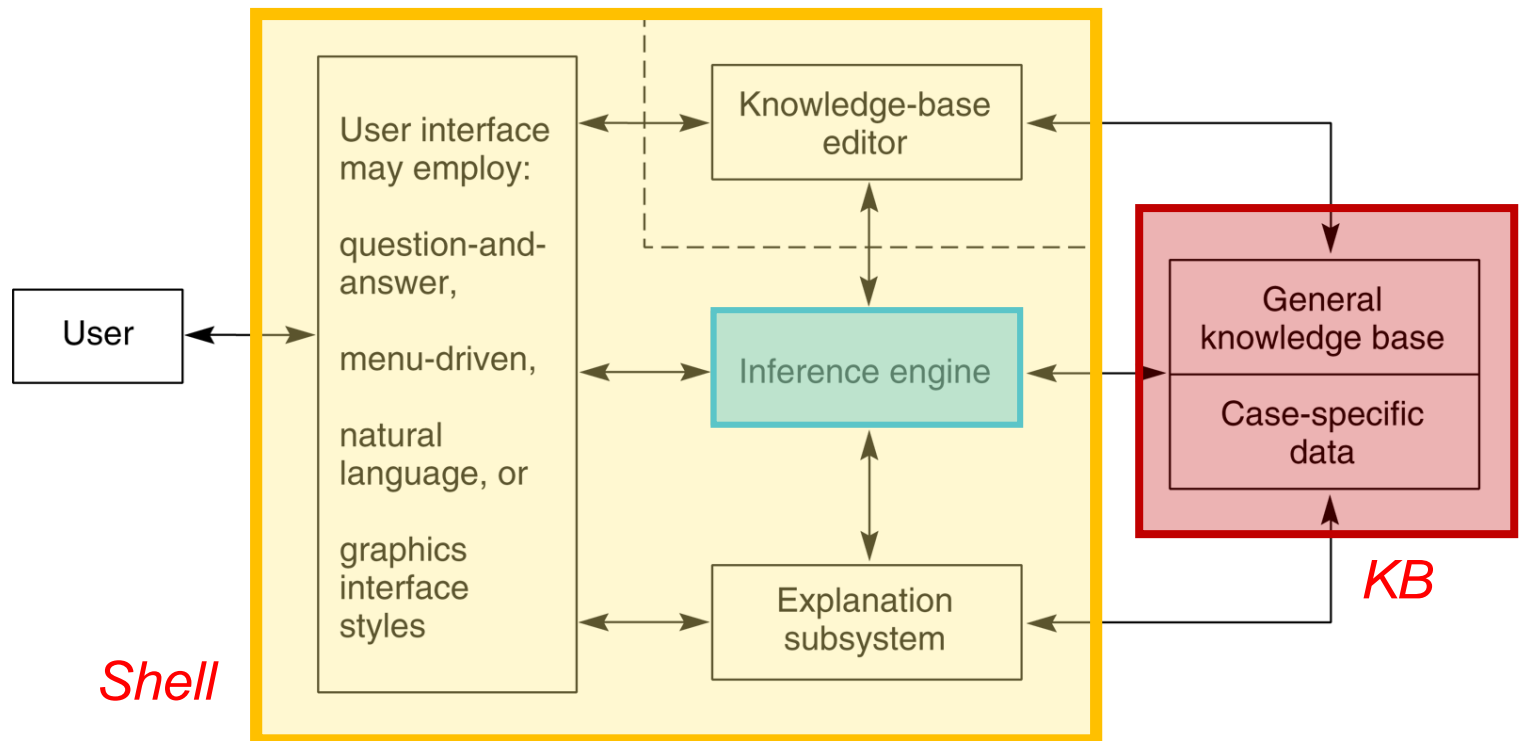 User
User interface
may employ:
question-and-
answer,
menu-driven,
natural
language, or
graphics
interface
styles
Knowledge-base
editor
Inference engine
Explanation
subsystem
General
knowledge base
Case-specific
data
KB
Shell